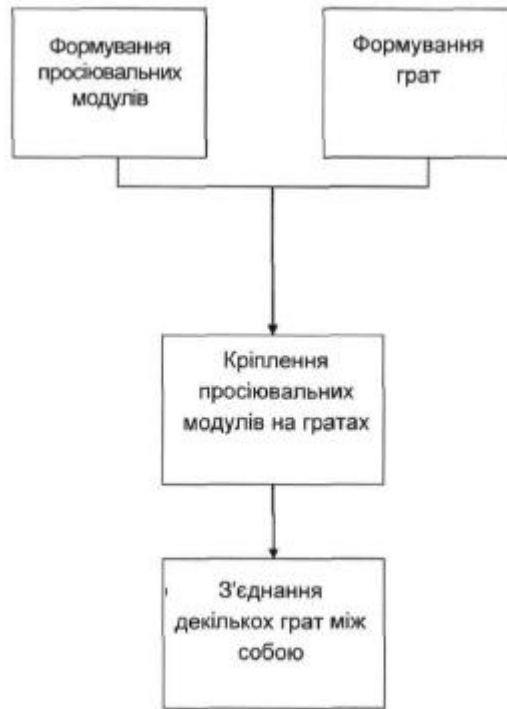 Формування
просіювальних
модулів
Формування
грат
Кріплення
просіювальних
модулів на гратах
З'єднання
декількох грат між
собою